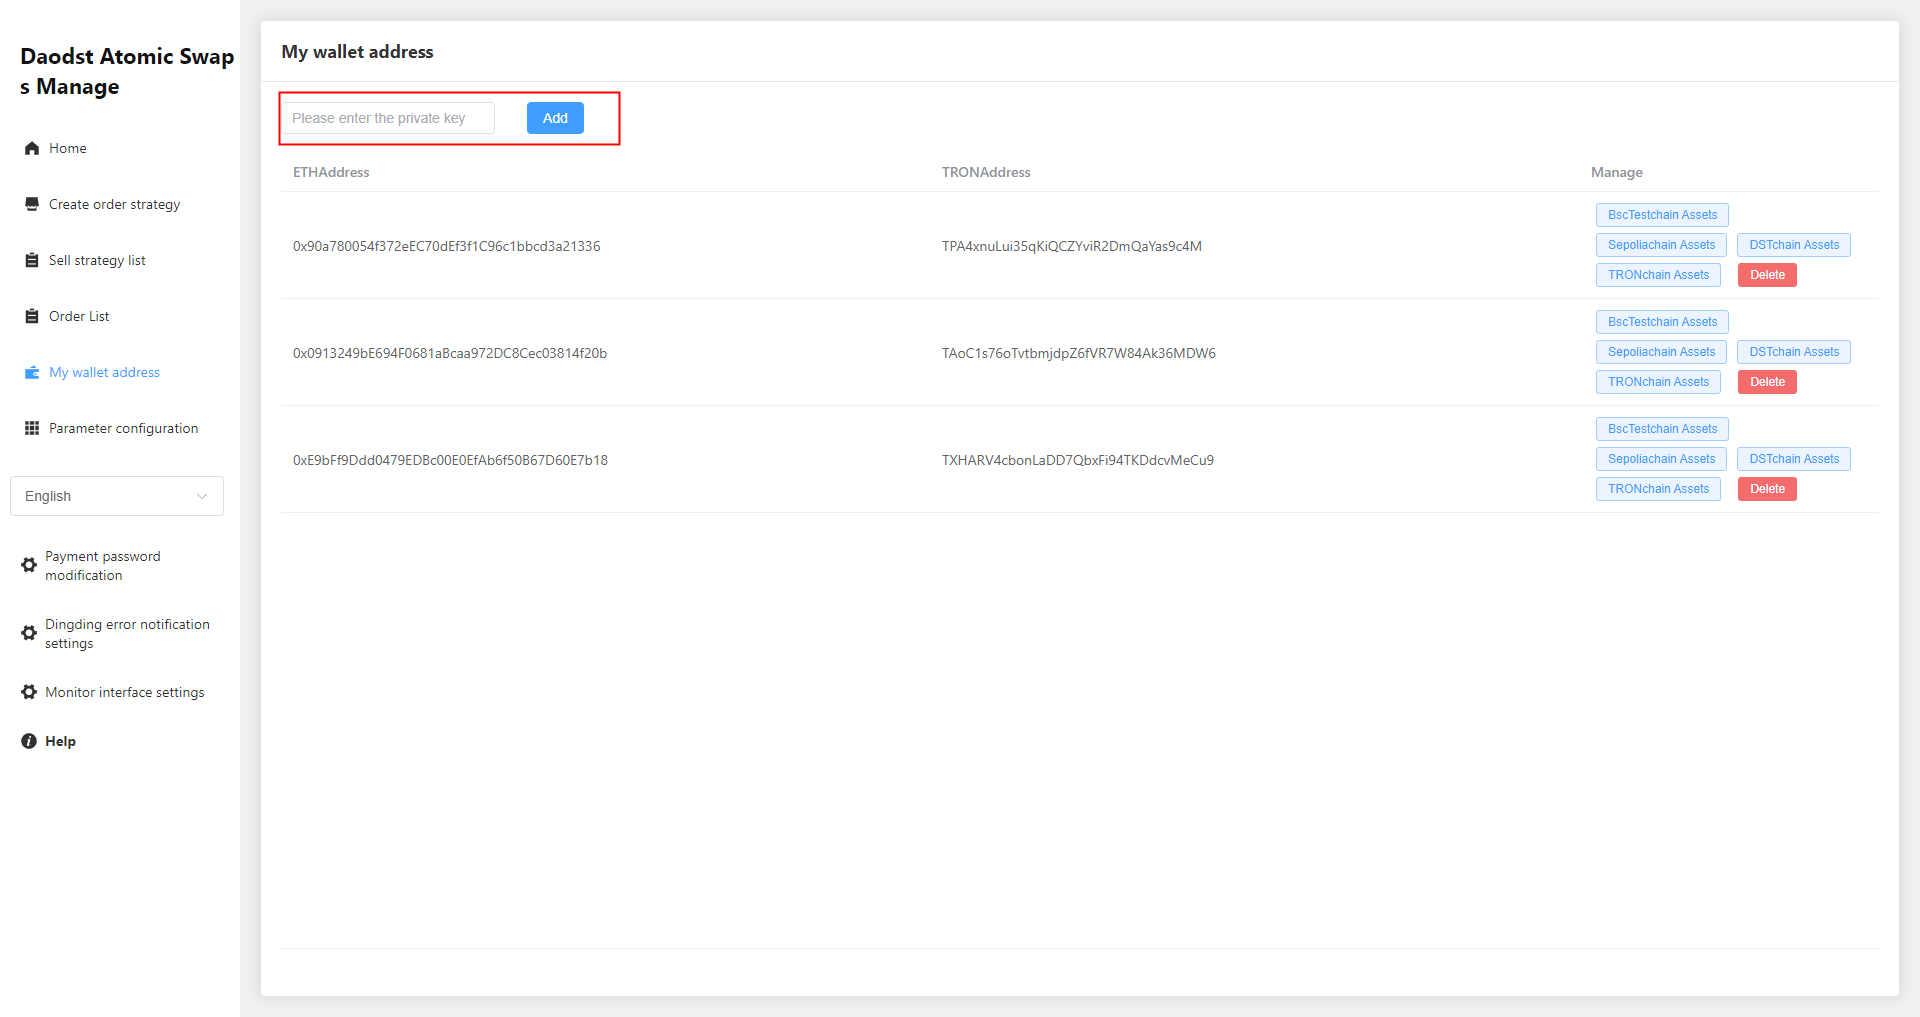 Daodst Atomic Swap
s Manage
Home
Create order strategy
Sell strategy list
Order List
My wallet address
Parameter configuration
English
Payment password
modification
Dingding error notification
settings
Monitor interface settings
Help
My wallet address
Please enter the private key
Add
ETHAddress
TRONAddress
Manage
0x90a780054f372eEC70dEf3f1C96c1bbcd3a21336
TPA4xnuLui35qKiQCZYviR2DmQaYas9c4M
BscTestchain Assets
Sepoliachain Assets
DSTchain Assets
TRONchain Assets
Delete
0x0913249bE694F0681aBcaa972DC8Cec03814f20b
TAoC1s76oTvtbmjdpZ6fVR7W84Ak36MDW6
BscTestchain Assets
Sepoliachain Assets
DSTchain Assets
TRONchain Assets
Delete
0xE9bFf9Ddd0479EDBc00E0EfAb6f50B67D60E7b18
TXHARV4cbonLaDD7QbxFi94TKDdcvMeCu9
BscTestchain Assets
Sepoliachain Assets
DSTchain Assets
TRONchain Assets
Delete